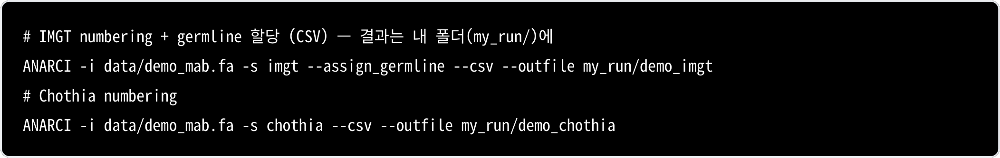 # IMGT numbering + germline 할당 (CSV) — 결과는 내 폴더(my_run/)에
ANARCI -i data/demo_mab.fa -s imgt --assign_germline --csv --outfile my_run/demo_imgt
# Chothia numbering
ANARCI -i data/demo_mab.fa -s chothia --csv --outfile my_run/demo_chothia